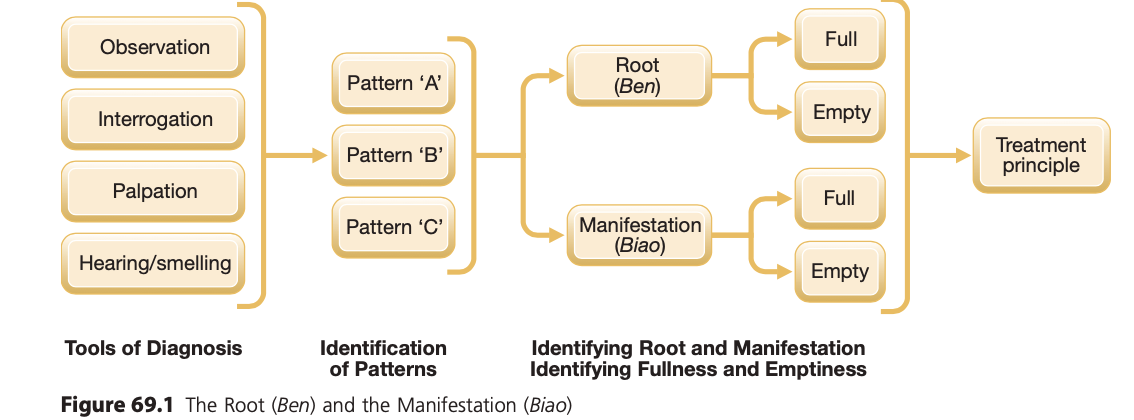 Observation
Interrogation
Palpation
Hearing/smelling
Pattern ‘A’
Pattern ‘B’
Pattern ‘C’
Root
(Ben)
Manifestation
(Biao)
Full
Empty
Full
Empty
Treatment
principle
Tools of Diagnosis
Identification
of Patterns
Identifying Root and Manifestation
Identifying Fullness and Emptiness
Figure 69.1 The Root (Ben) and the Manifestation (Biao)